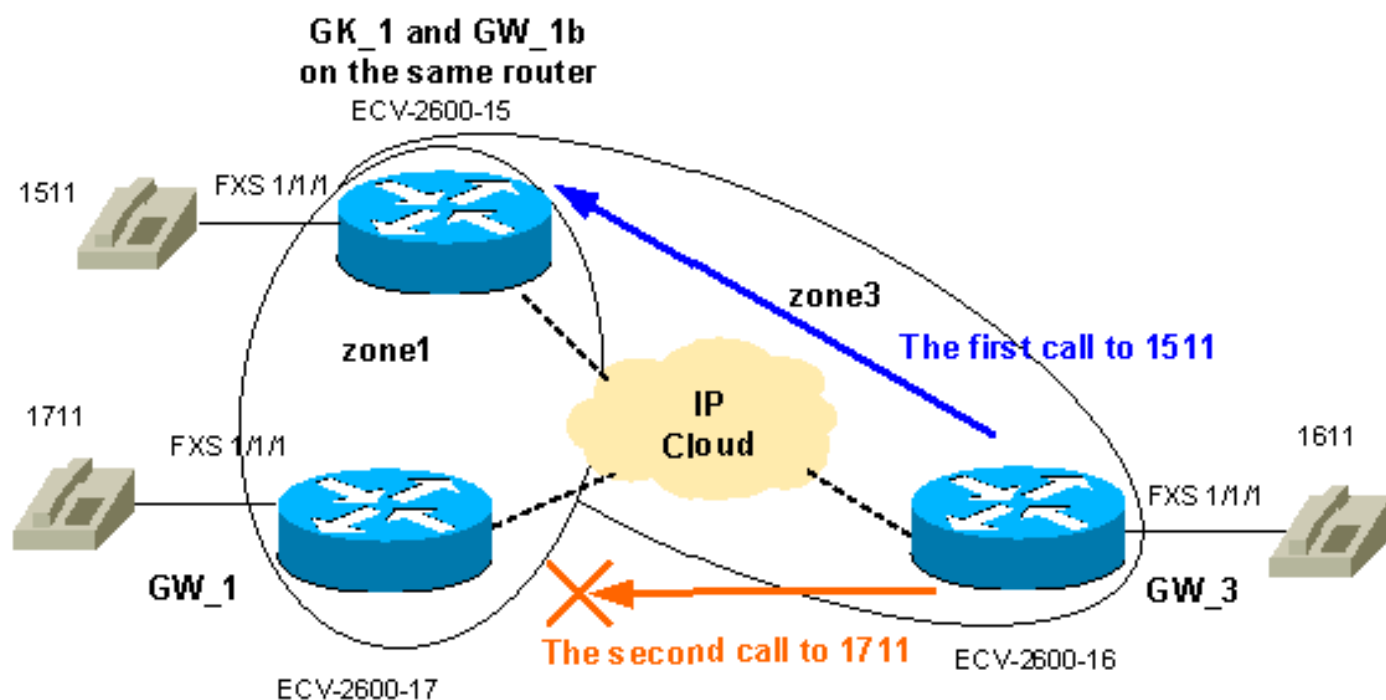 GK_1 and GW_1b
on the same router
ECV-2600-15
1511
FXS 1/1/1
zone3
The first call to 1511
zone1
IP
Cloud
1711
FXS 1/1/1
1611
FXS 1/1/1
GW_1
GW_3
The second call to 1711
ECV-2600-16
ECV-2600-17